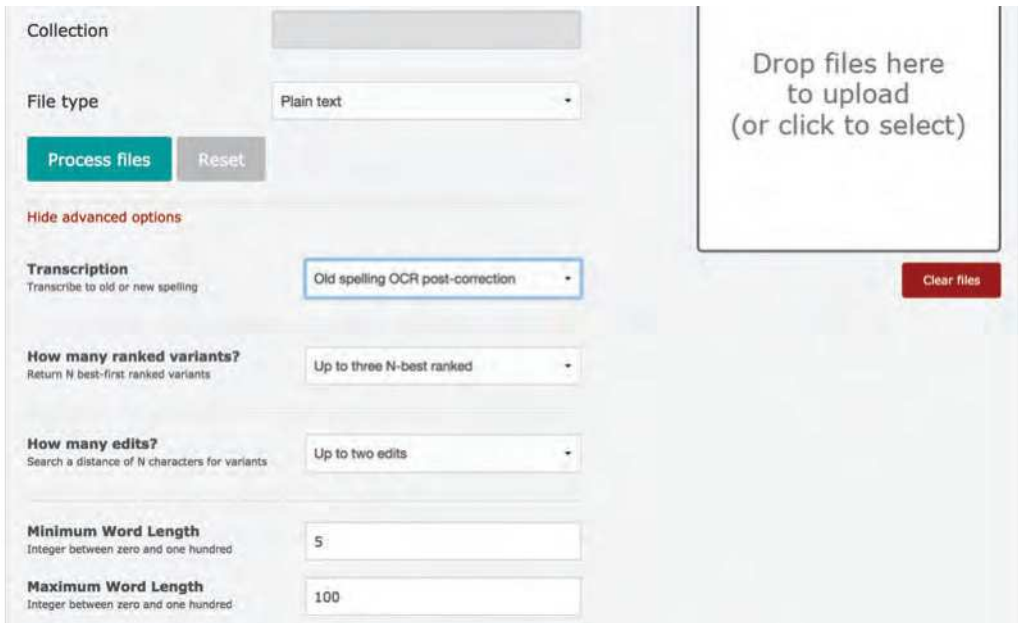 Collection
File type
Plain text
Process files
Reset
Hide advanced options
Transcription
Transcribe to old or new spelling
Old spelling OCR post-correction
How many ranked variants?
Return N best-first ranked variants
Up to three N-best ranked
How many edits?
Search a distance of N characters for variants
Up to two edits
Minimum Word Length
Integer between zero and one hundred
5
Maximum Word Length
Integer between zero and one hundred
100
Drop files here
to upload
(or click to select)
Clear files